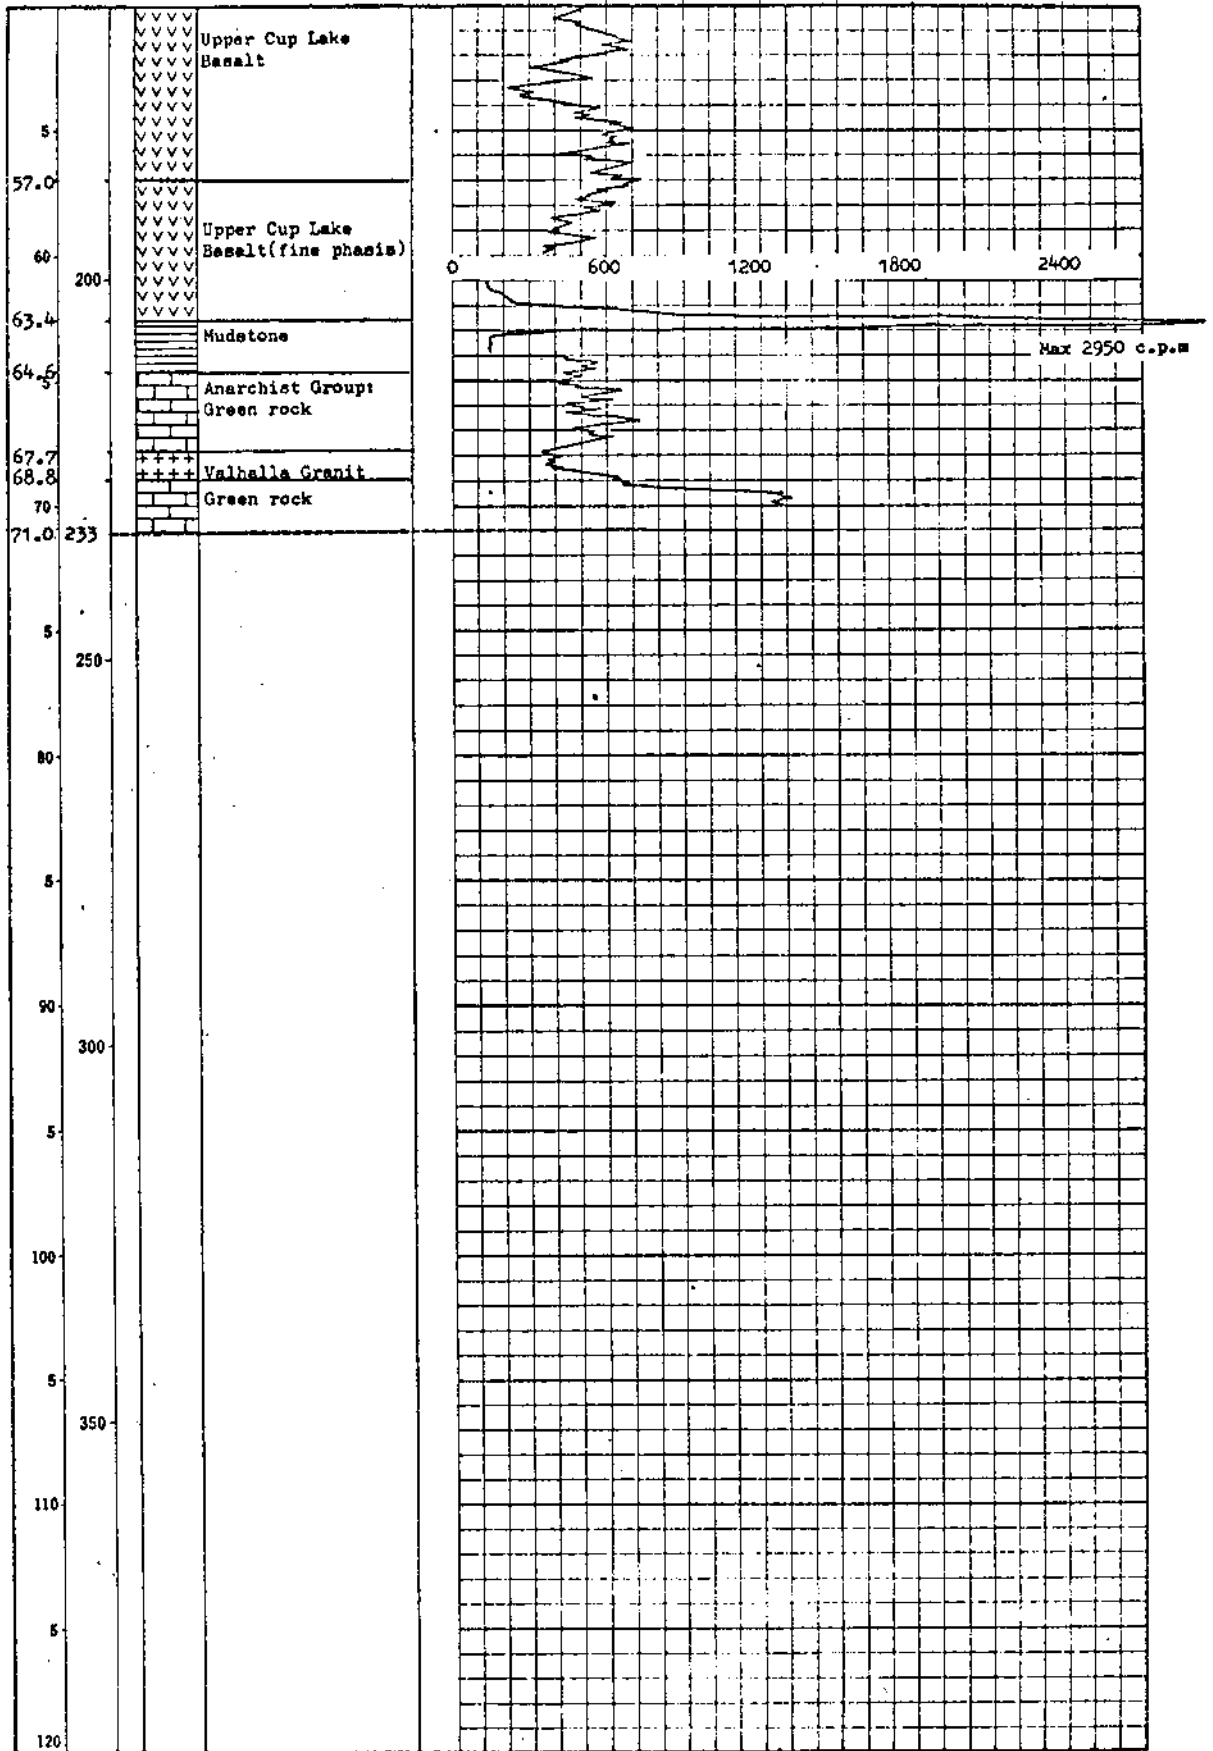 Upper Cup Lake
Basalt
5
57.0
Upper Cup Lake
Basalt(fine phasis)
60
0 600 1200 1800 2400
200
63.4
Mudstone
Max 2950 c.p.m
64.6
5
Anarchist Group:
Green rock
67.7
Valhalla Granit
68.8
Green rock
70
71.0 233
5
250
80
5
90
300
5
100
5
350
110
5
120